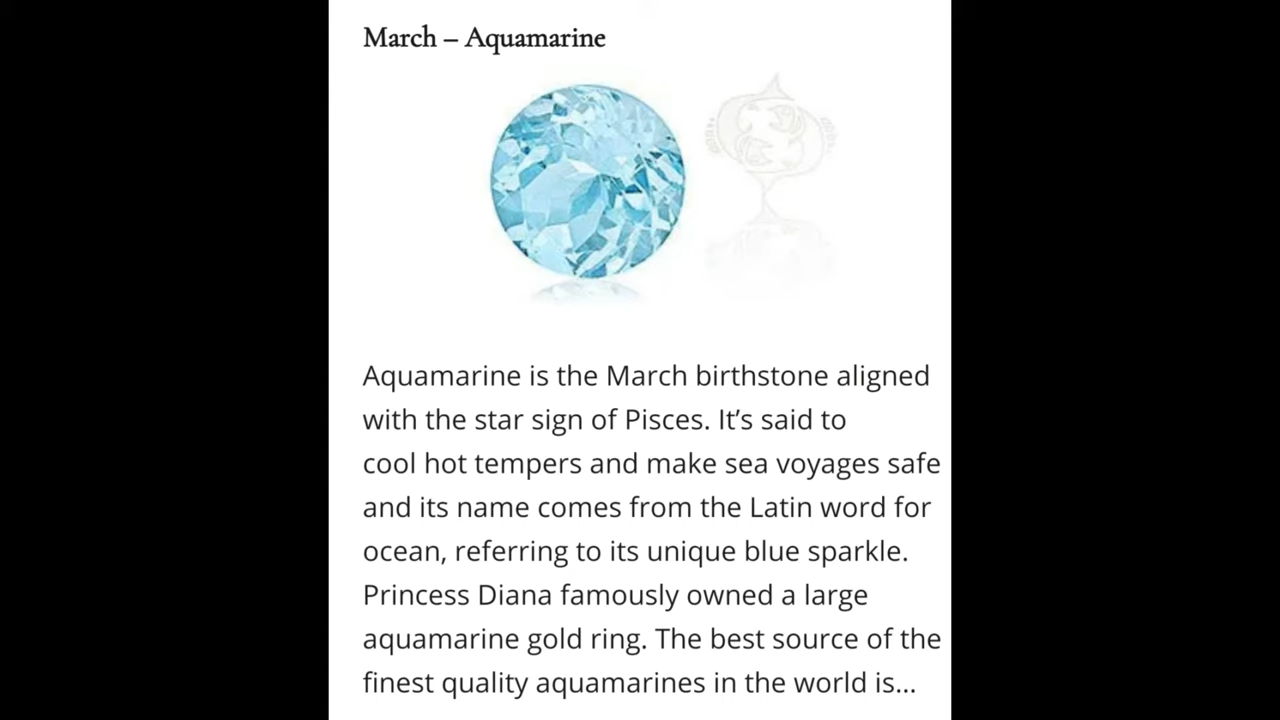 March – Aquamarine
Aquamarine is the March birthstone aligned
with the star sign of Pisces. It’s said to
cool hot tempers and make sea voyages safe
and its name comes from the Latin word for
ocean, referring to its unique blue sparkle.
Princess Diana famously owned a large
aquamarine gold ring. The best source of the
finest quality aquamarines in the world is...